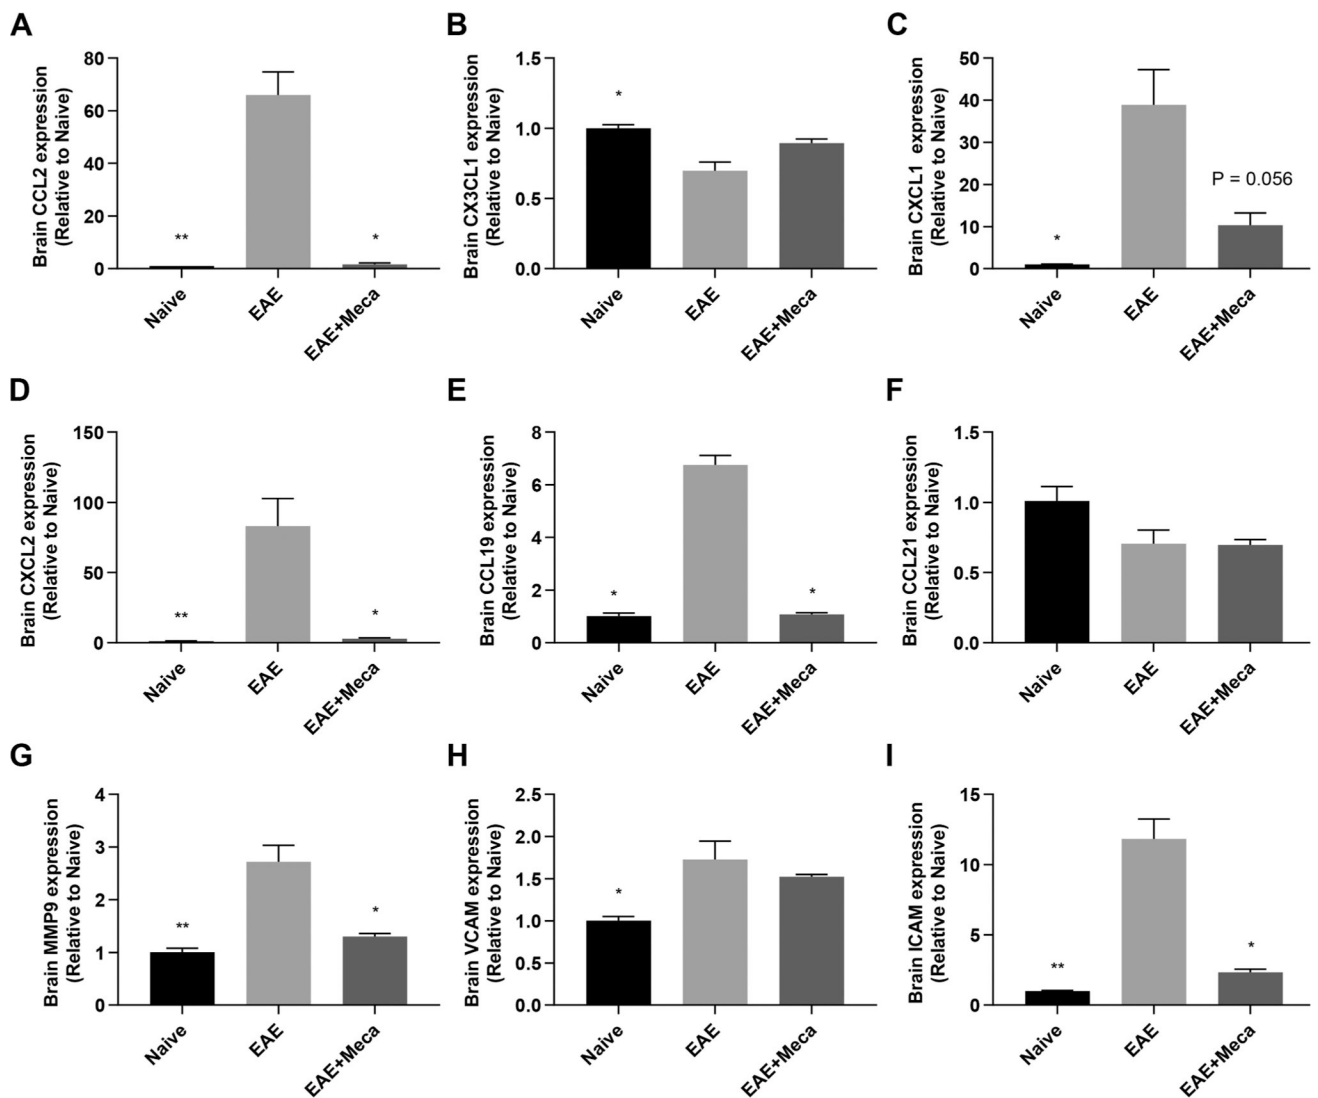 A
Brain CCL2 expression
(Relative to Naive)
80
60
40
20
0
**
*
Naive
EAE
EAE+Meca
B
Brain CX3CL1 expression
(Relative to Naive)
1.5
1.0
0.5
0.0
*
Naive
EAE
EAE+Meca
C
Brain CXCL1 expression
(Relative to Naive)
50
40
30
20
10
0
*
P = 0.056
Naive
EAE
EAE+Meca
D
Brain CXCL2 expression
(Relative to Naive)
150
100
50
0
**
*
Naive
EAE
EAE+Meca
E
Brain CCL19 expression
(Relative to Naive)
8
6
4
2
0
*
*
Naive
EAE
EAE+Meca
F
Brain CCL21 expression
(Relative to Naive)
1.5
1.0
0.5
0.0
Naive
EAE
EAE+Meca
G
Brain MMP9 expression
(Relative to Naive)
4
3
2
1
0
**
*
Naive
EAE
EAE+Meca
H
Brain VCAM expression
(Relative to Naive)
2.5
2.0
1.5
1.0
0.5
0.0
*
Naive
EAE
EAE+Meca
I
Brain ICAM expression
(Relative to Naive)
15
10
5
0
**
*
Naive
EAE
EAE+Meca